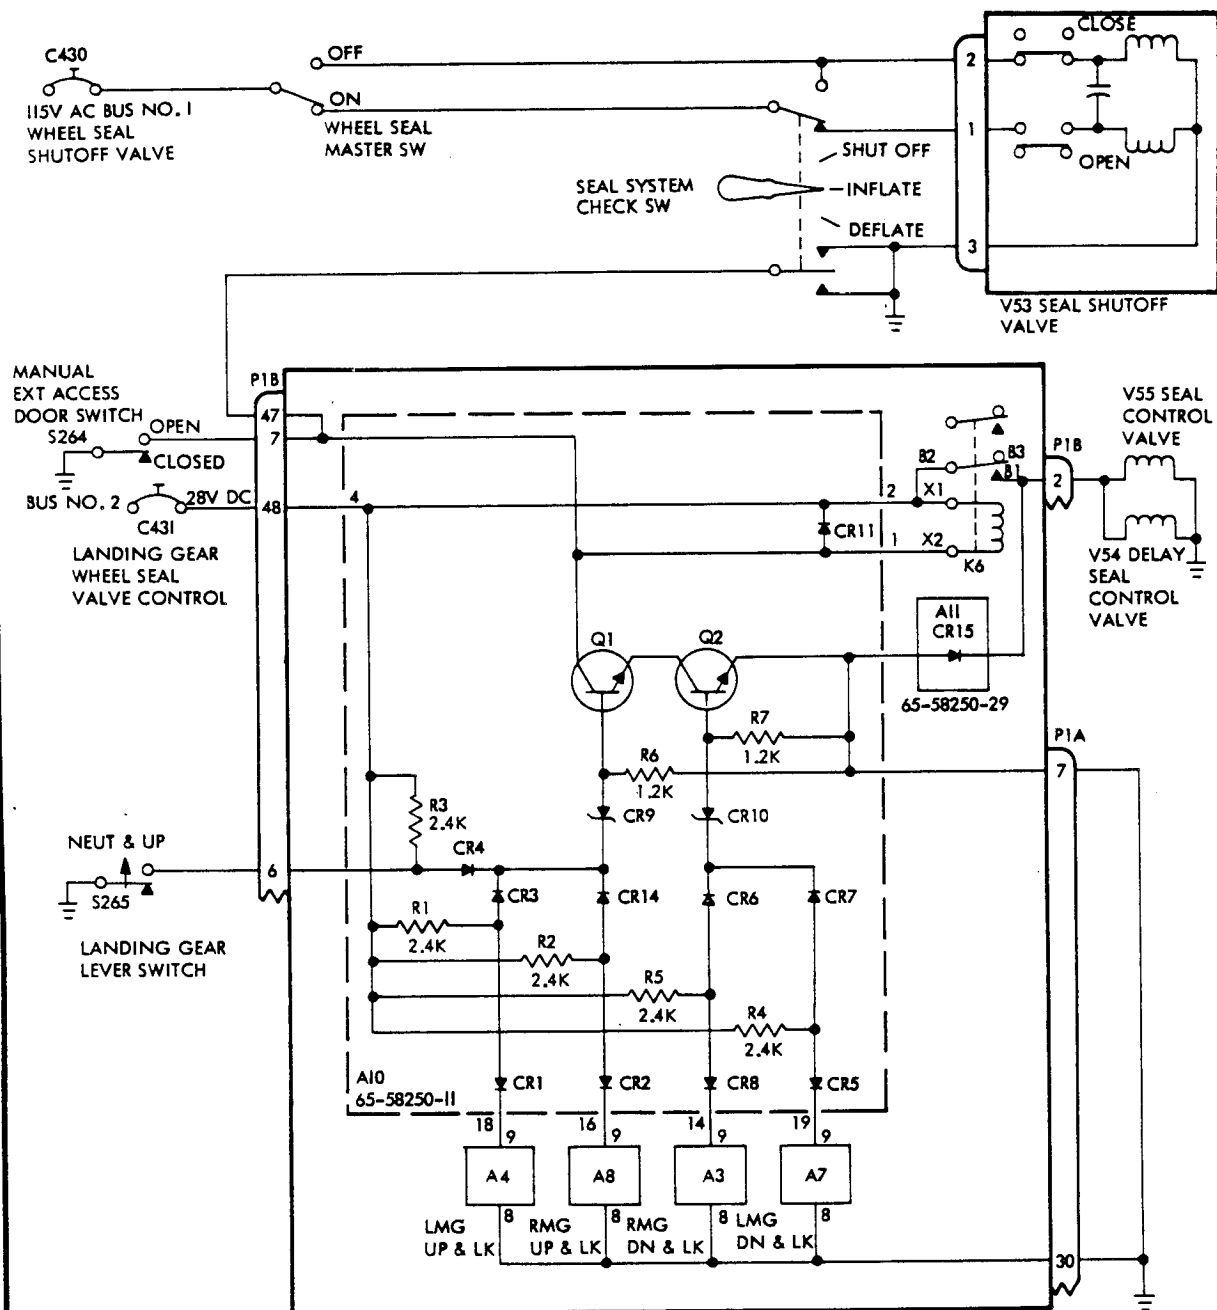 C430
115V AC BUS NO. 1
WHEEL SEAL
SHUTOFF VALVE
OFF
ON
WHEEL SEAL
MASTER SW
SEAL SYSTEM
CHECK SW
SHUT OFF
INFLATE
DEFLATE
2
1
3
CLOSE
OPEN
V53 SEAL SHUTOFF
VALVE
MANUAL
EXT ACCESS
DOOR SWITCH
S264
OPEN
CLOSED
P1B
47
7
48
BUS NO. 2
28V DC
C431
LANDING GEAR
WHEEL SEAL
VALVE CONTROL
4
2
1
CR11
B2
B3
B1
X1
X2
K6
P1B
2
V55 SEAL
CONTROL
VALVE
V54 DELAY
SEAL
CONTROL
VALVE
Q1
Q2
A11
CR15
65-58250-29
R7
1.2K
R6
1.2K
P1A
7
R3
2.4K
CR9
CR10
NEUT & UP
S265
6
LANDING GEAR
LEVER SWITCH
CR4
CR3
CR14
CR6
CR7
R1
2.4K
R2
2.4K
R5
2.4K
R4
2.4K
CR1
CR2
CR8
CR5
A10
65-58250-11
18
16
14
19
9
9
9
9
A4
A8
A3
A7
8
8
8
8
LMG
UP & LK
RMG
UP & LK
RMG
DN & LK
LMG
DN & LK
30